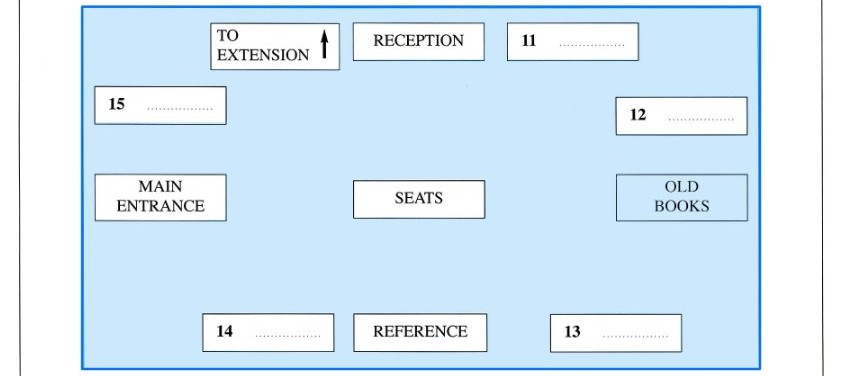 TO
EXTENSION
RECEPTION
11 ..................
15 ..................
12 ..................
MAIN
ENTRANCE
SEATS
OLD
BOOKS
14 ..................
REFERENCE
13 ..................